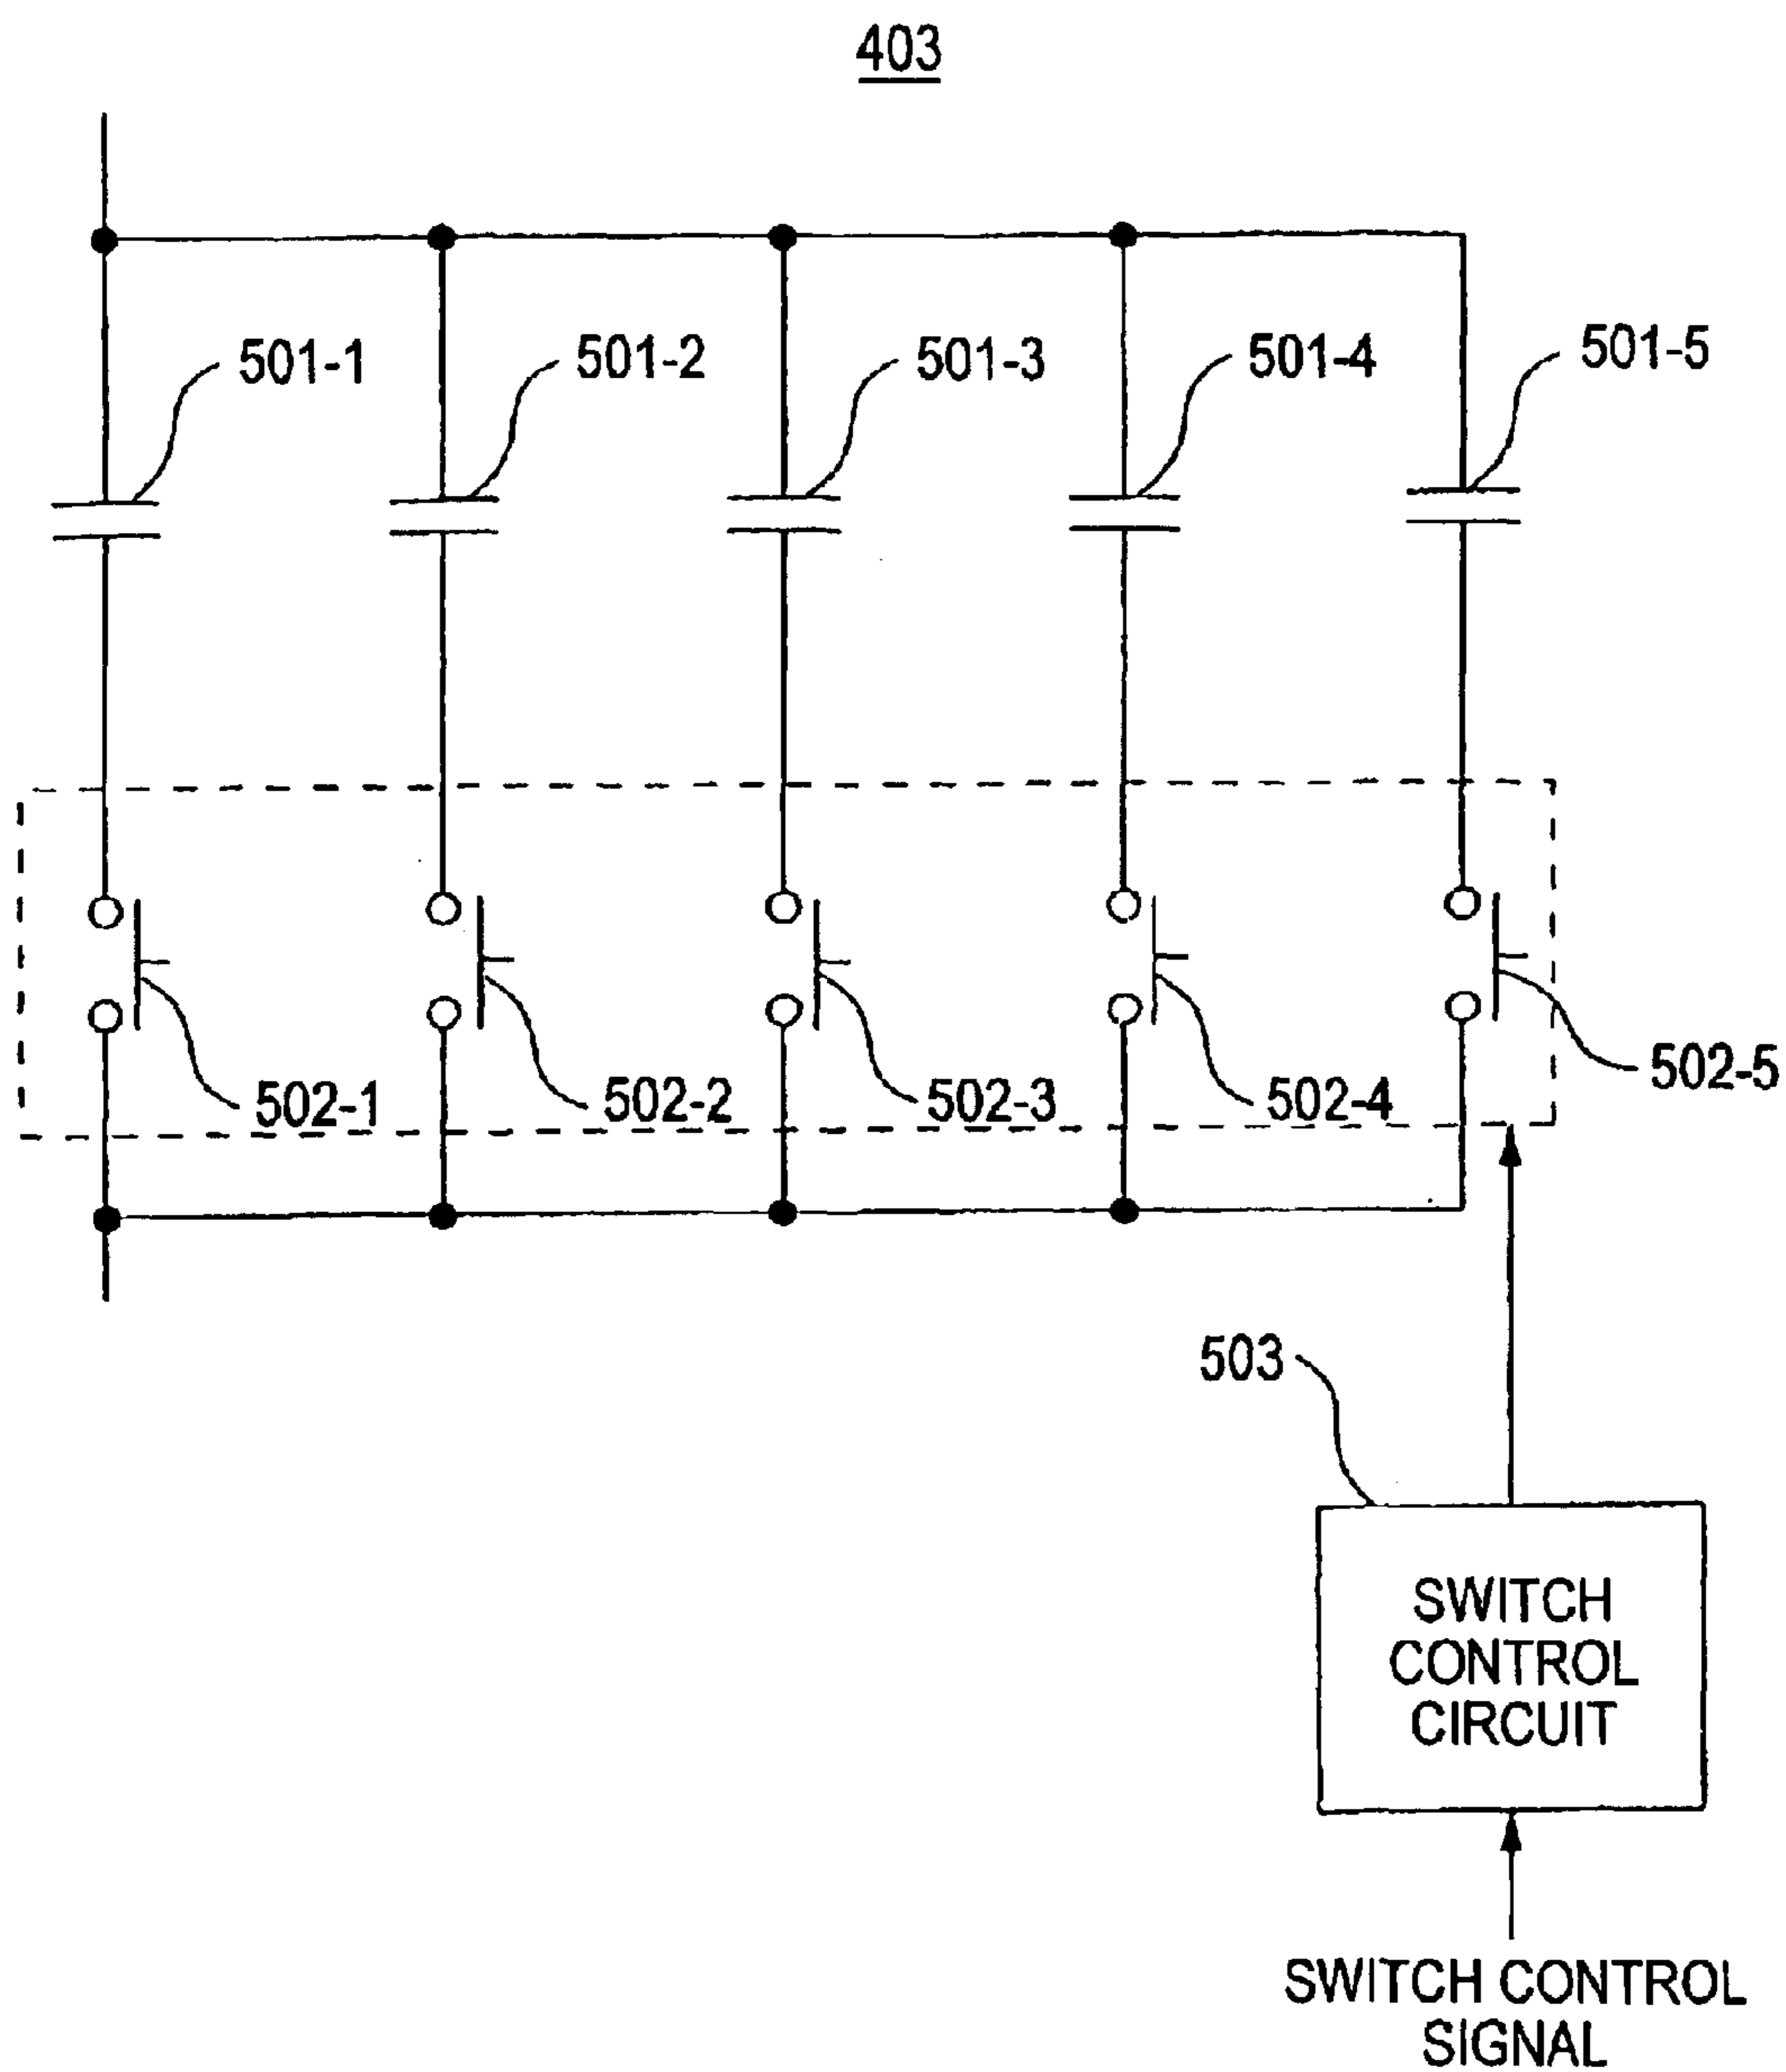 403
501-1
501-2
501-3
501-4
501-5
502-1
502-2
502-3
502-4
502-5
503
SWITCH
CONTROL
CIRCUIT
SWITCH CONTROL
SIGNAL